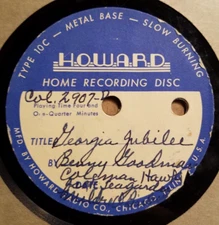 TYPE 10C — METAL BASE — SLOW BURNING
H.O.W.A.R.D
HOME RECORDING DISC
Col. 2907-D
Playing Time Four and
One-Quarter Minutes
TITLE Georgia Jubilee
BY Benny Goodman
Coleman Hawk
MFD. BY HOWARD RADIO CO., CHICAGO, U.S.A.